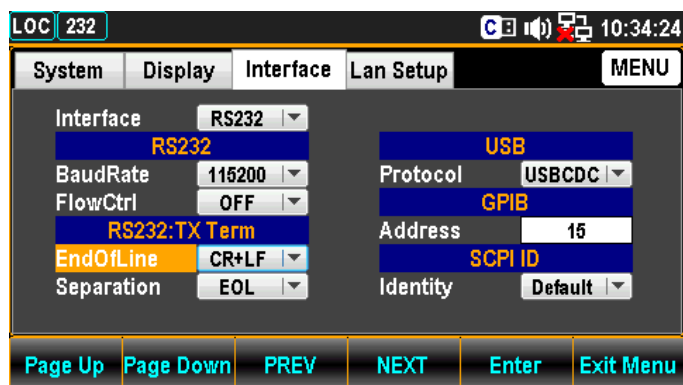 LOC 232 C 10:34:24
System Display Interface Lan Setup MENU
Interface RS232
RS232 USB
BaudRate 115200 Protocol USBCDC
FlowCtrl OFF GPIB
RS232:TX Term Address 15
EndOfLine CR+LF SCPI ID
Separation EOL Identity Default
Page Up Page Down PREV NEXT Enter Exit Menu